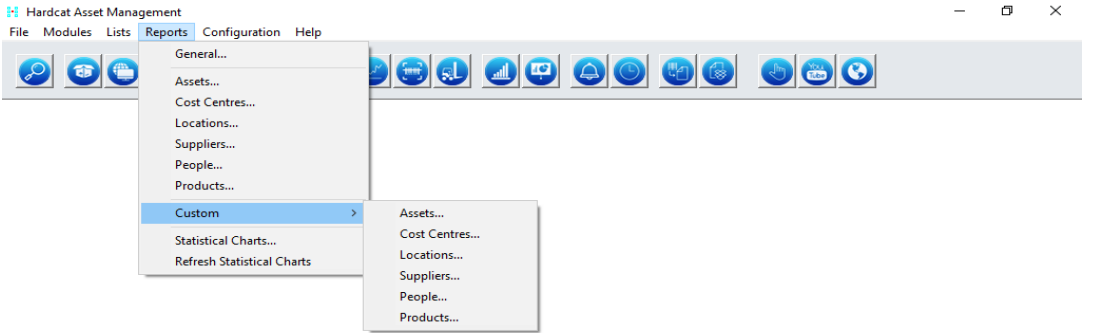 Hardcat Asset Management
File Modules Lists Reports Configuration Help
General...
Assets...
Cost Centres...
Locations...
Suppliers...
People...
Products...
Custom >
Statistical Charts...
Refresh Statistical Charts
Assets...
Cost Centres...
Locations...
Suppliers...
People...
Products...
You
Tube